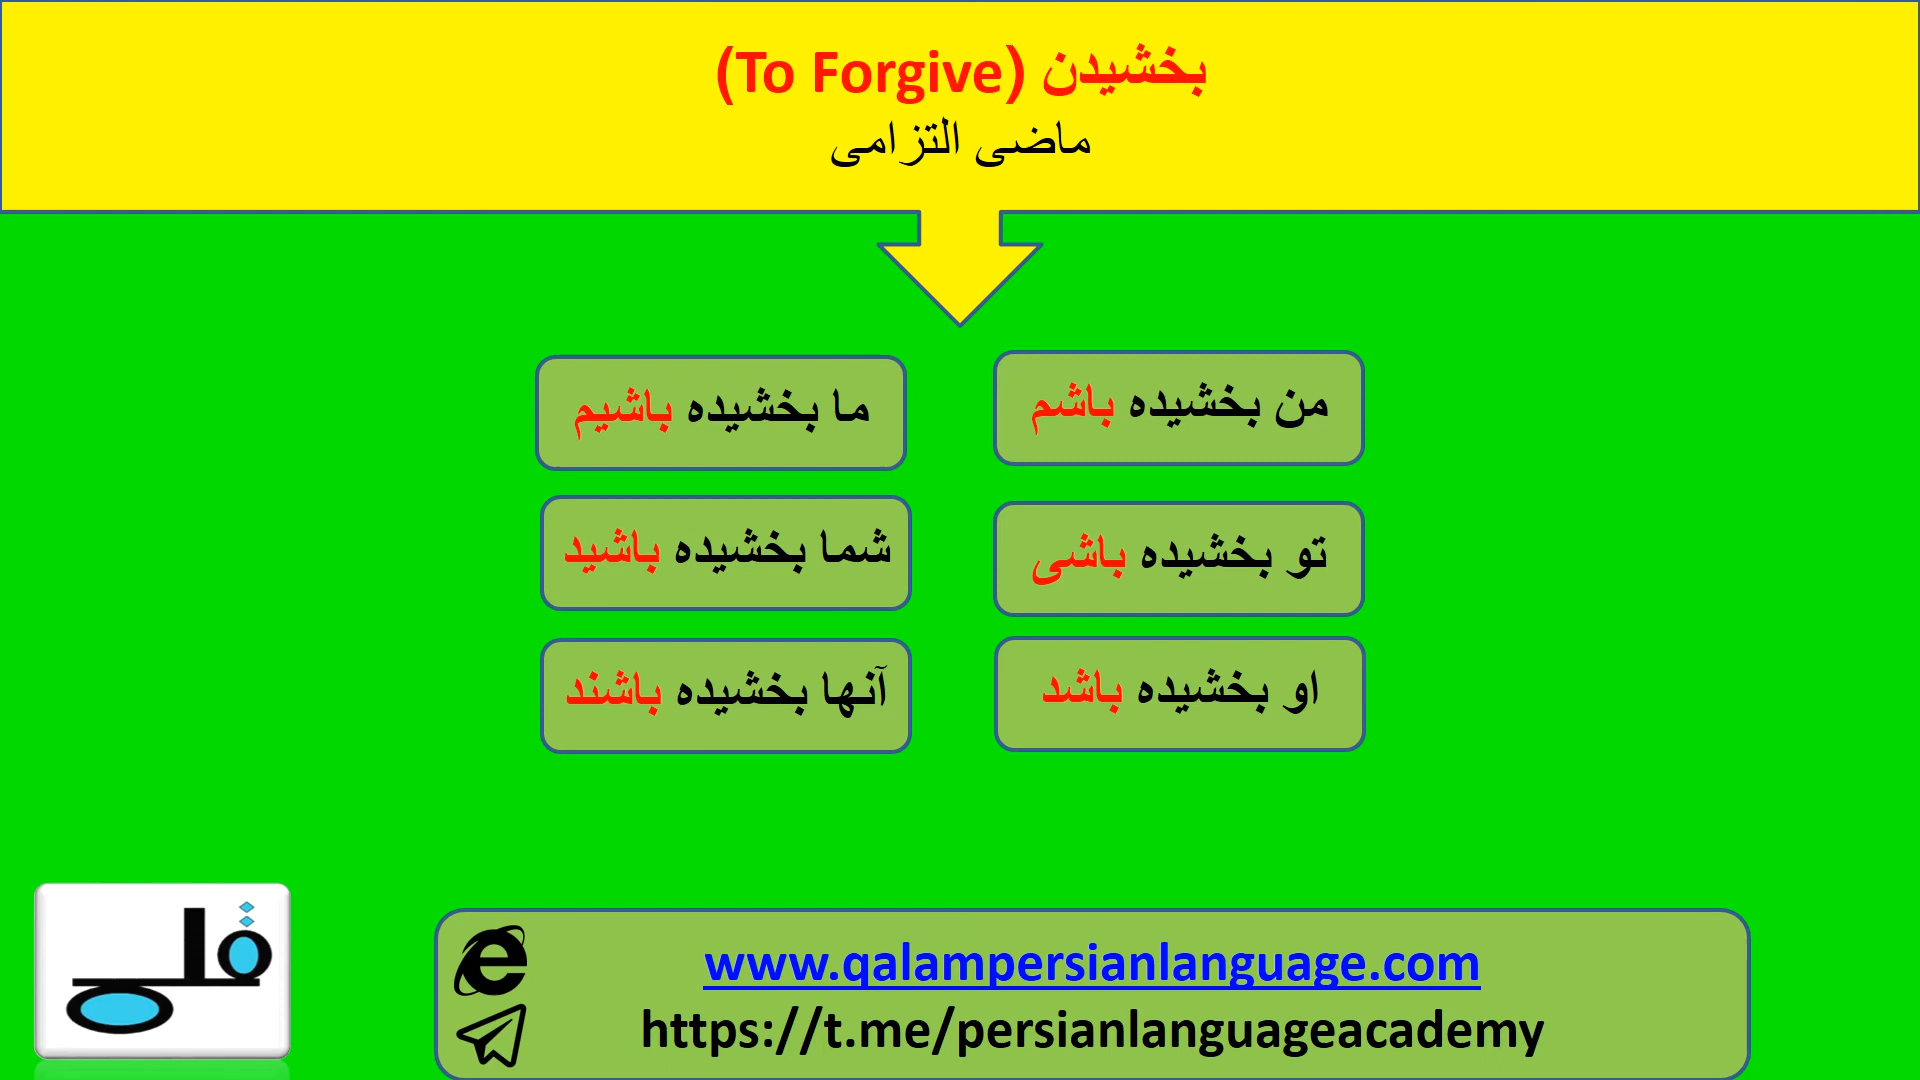 بخشیدن (To Forgive)
ماضی التزامی
من بخشیده باشم
تو بخشیده باشی
او بخشیده باشد
ما بخشیده باشیم
شما بخشیده باشید
آنها بخشیده باشند
قلم
www.qalampersianlanguage.com
https://t.me/persianlanguageacademy